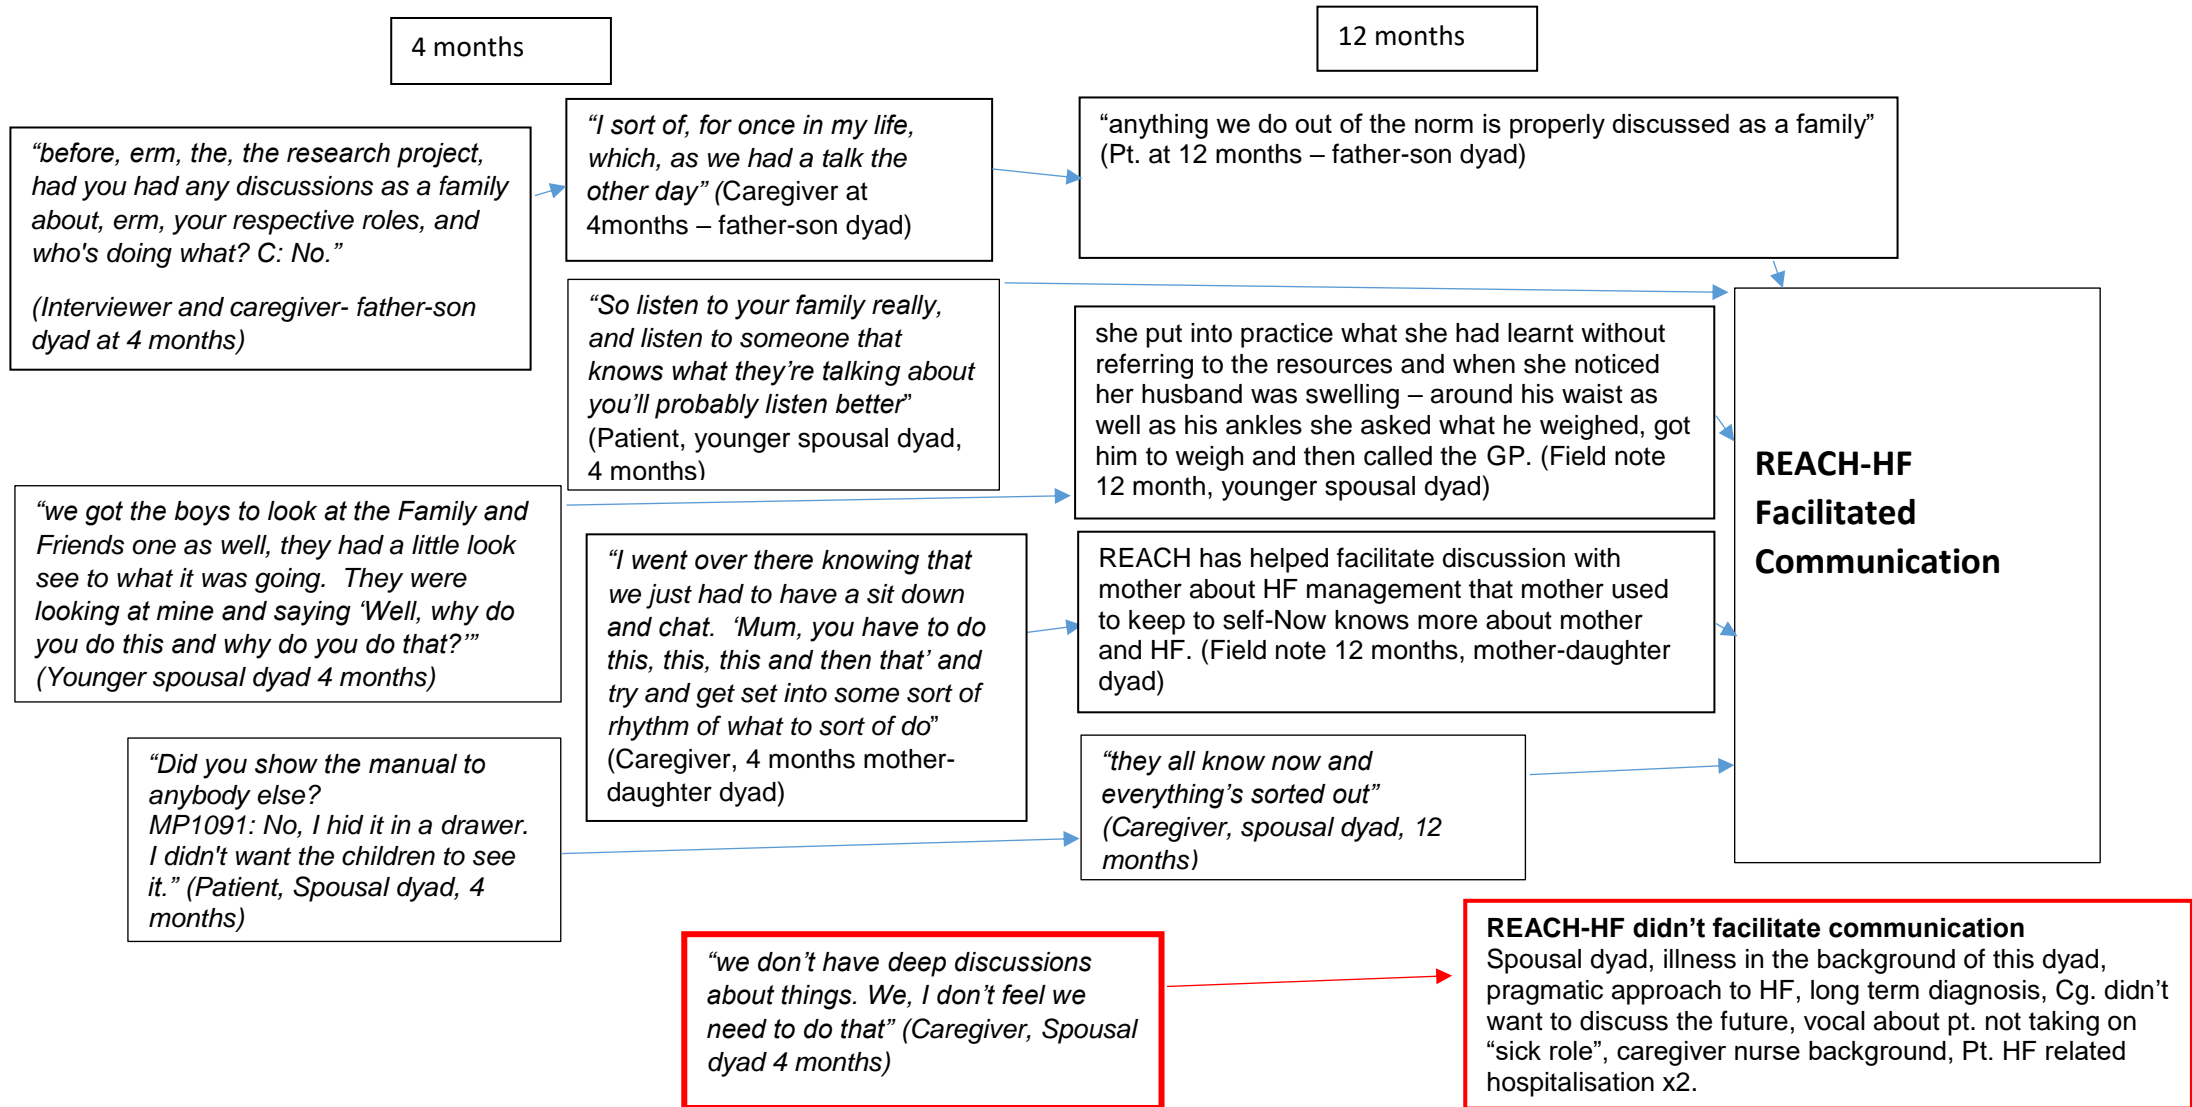 4 months
12 months
“before, erm, the, the research project,
had you had any discussions as a family
about, erm, your respective roles, and
who's doing what? C: No.”
(Interviewer and caregiver- father-son
dyad at 4 months)
“I sort of, for once in my life,
which, as we had a talk the
other day” (Caregiver at
4months – father-son dyad)
“anything we do out of the norm is properly discussed as a family”
(Pt. at 12 months – father-son dyad)
“So listen to your family really,
and listen to someone that
knows what they’re talking about
you’ll probably listen better”
(Patient, younger spousal dyad,
4 months)
she put into practice what she had learnt without
referring to the resources and when she noticed
her husband was swelling – around his waist as
well as his ankles she asked what he weighed, got
him to weigh and then called the GP. (Field note
12 month, younger spousal dyad)
REACH-HF
Facilitated
Communication
“we got the boys to look at the Family and
Friends one as well, they had a little look
see to what it was going.  They were
looking at mine and saying ‘Well, why do
you do this and why do you do that?’”
(Younger spousal dyad 4 months)
“I went over there knowing that
we just had to have a sit down
and chat.  ‘Mum, you have to do
this, this, this and then that’ and
try and get set into some sort of
rhythm of what to sort of do”
(Caregiver, 4 months mother-
daughter dyad)
REACH has helped facilitate discussion with
mother about HF management that mother used
to keep to self-Now knows more about mother
and HF. (Field note 12 months, mother-daughter
dyad)
“Did you show the manual to
anybody else?
MP1091: No, I hid it in a drawer.
I didn't want the children to see
it.” (Patient, Spousal dyad, 4
months)
“they all know now and
everything’s sorted out”
(Caregiver, spousal dyad, 12
months)
“we don’t have deep discussions
about things. We, I don’t feel we
need to do that” (Caregiver, Spousal
dyad 4 months)
REACH-HF didn’t facilitate communication
Spousal dyad, illness in the background of this dyad,
pragmatic approach to HF, long term diagnosis, Cg. didn’t
want to discuss the future, vocal about pt. not taking on
“sick role”, caregiver nurse background, Pt. HF related
hospitalisation x2.